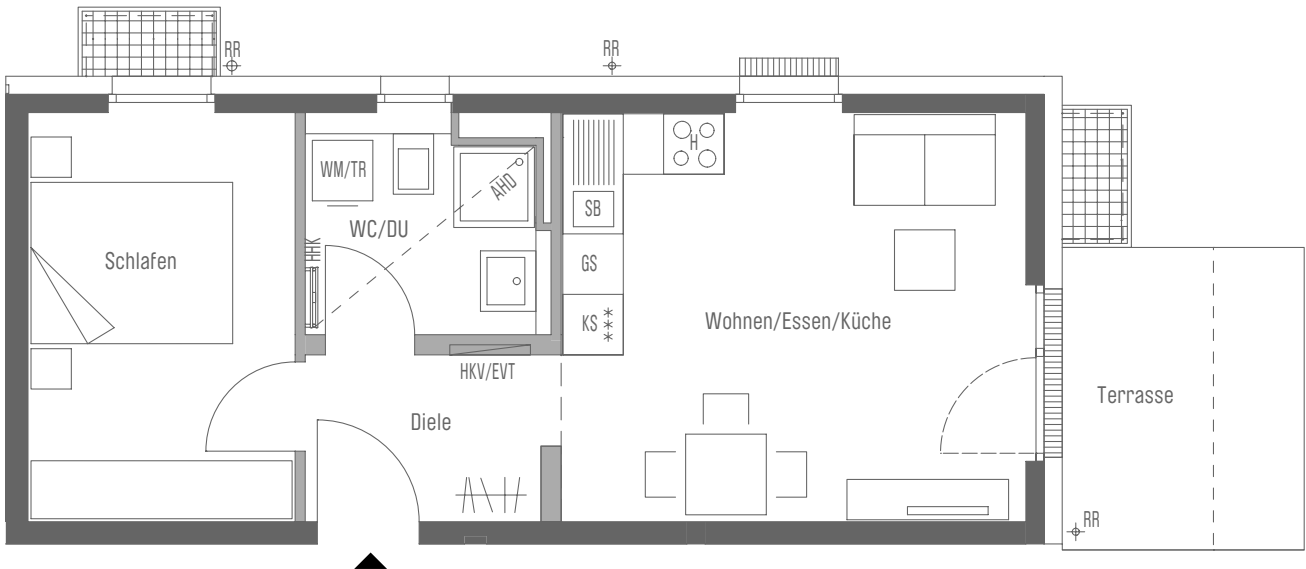 RR
RR
H
WM/TR
AHD
SB
WC/DU
HHK
Schlafen
GS
KS ***
Wohnen/Essen/Küche
HKV/EVT
Terrasse
Diele
RR